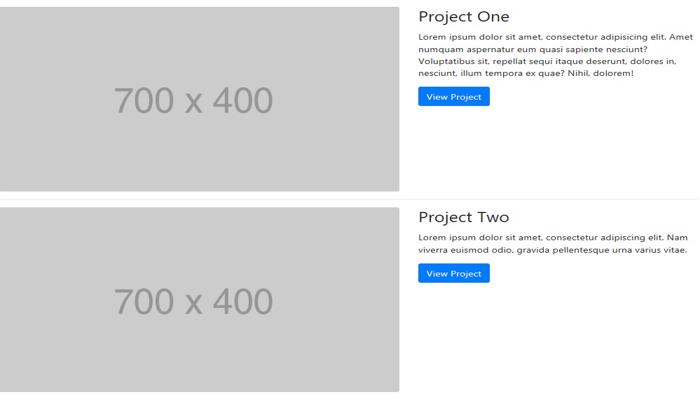 700 x 400
Project One
Lorem ipsum dolor sit amet, consectetur adipisicing elit. Amet
numquam aspernatur eum quasi sapiente nesciunt?
Voluptatibus sit, repellat sequi itaque deserunt, dolores in,
nesciunt, illum tempora ex quae? Nihil, dolorem!
View Project
700 x 400
Project Two
Lorem ipsum dolor sit amet, consectetur adipiscing elit. Nam
viverra euismod odio, gravida pellentesque urna varius vitae.
View Project